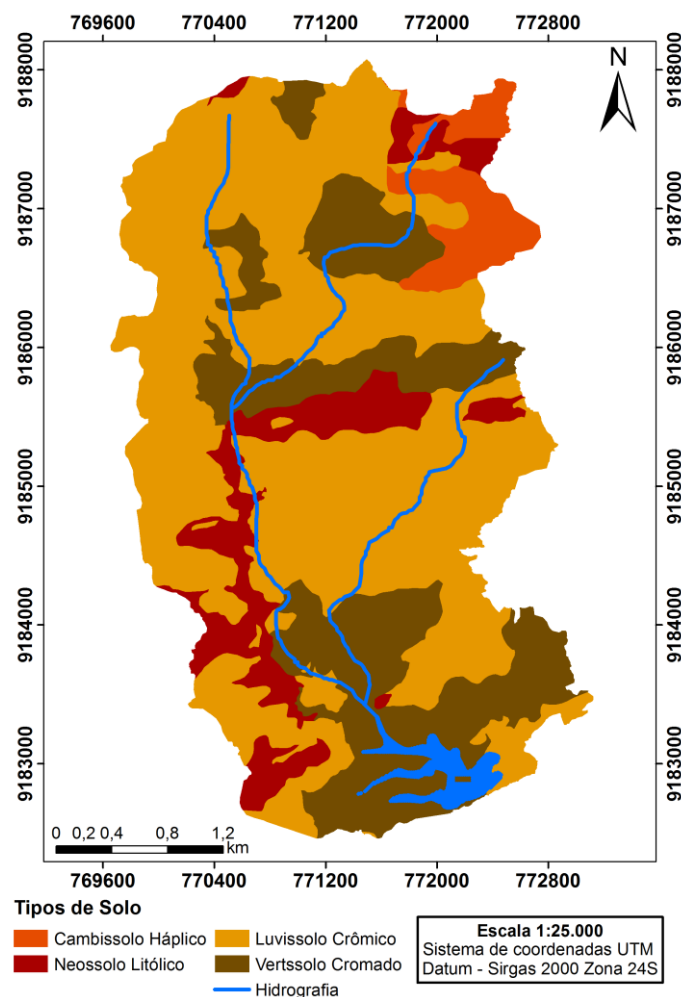 769600 770400 771200 772000 772800
9188000 9188000
N
9187000 9187000
9186000 9186000
9185000 9185000
9184000 9184000
9183000 9183000
0 0,2 0,4 0,8 1,2
km
769600 770400 771200 772000 772800
Tipos de Solo
Cambissolo Háplico Luvissolo Crômico
Neossolo Litólico Vertssolo Cromado
Hidrografia
Escala 1:25.000
Sistema de coordenadas UTM
Datum - Sirgas 2000 Zona 24S